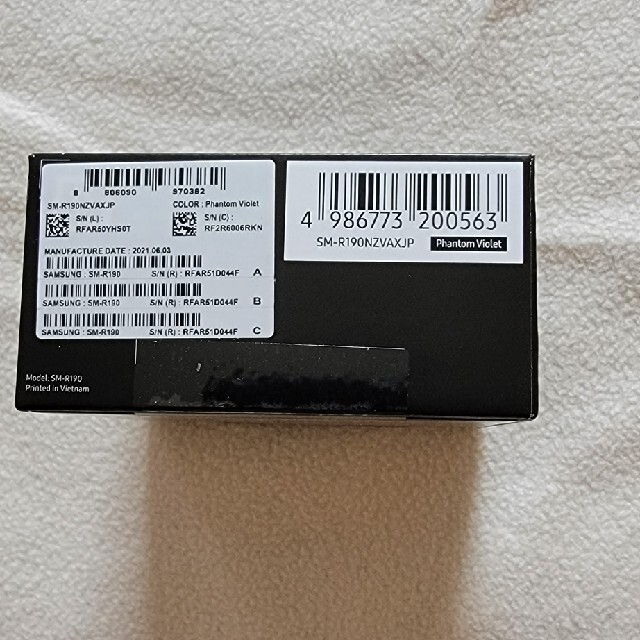 8 806090 970382
SM-R190NZVAXJP COLOR : Phantom Violet
S/N (L) : S/N (C) :
RFAR60YHS0T RF2R6006RKN
MANUFACTURE DATE : 2021.06.03
SAMSUNG : SM-R190 S/N (R) : RFAR51D044F A
SAMSUNG : SM-R190 S/N (R) : RFAR51D044F B
SAMSUNG : SM-R190 S/N (R) : RFAR51D044F C
4 986773 200563
SM-R190NZVAXJP Phantom Violet
Model: SM-R190
Printed in Vietnam